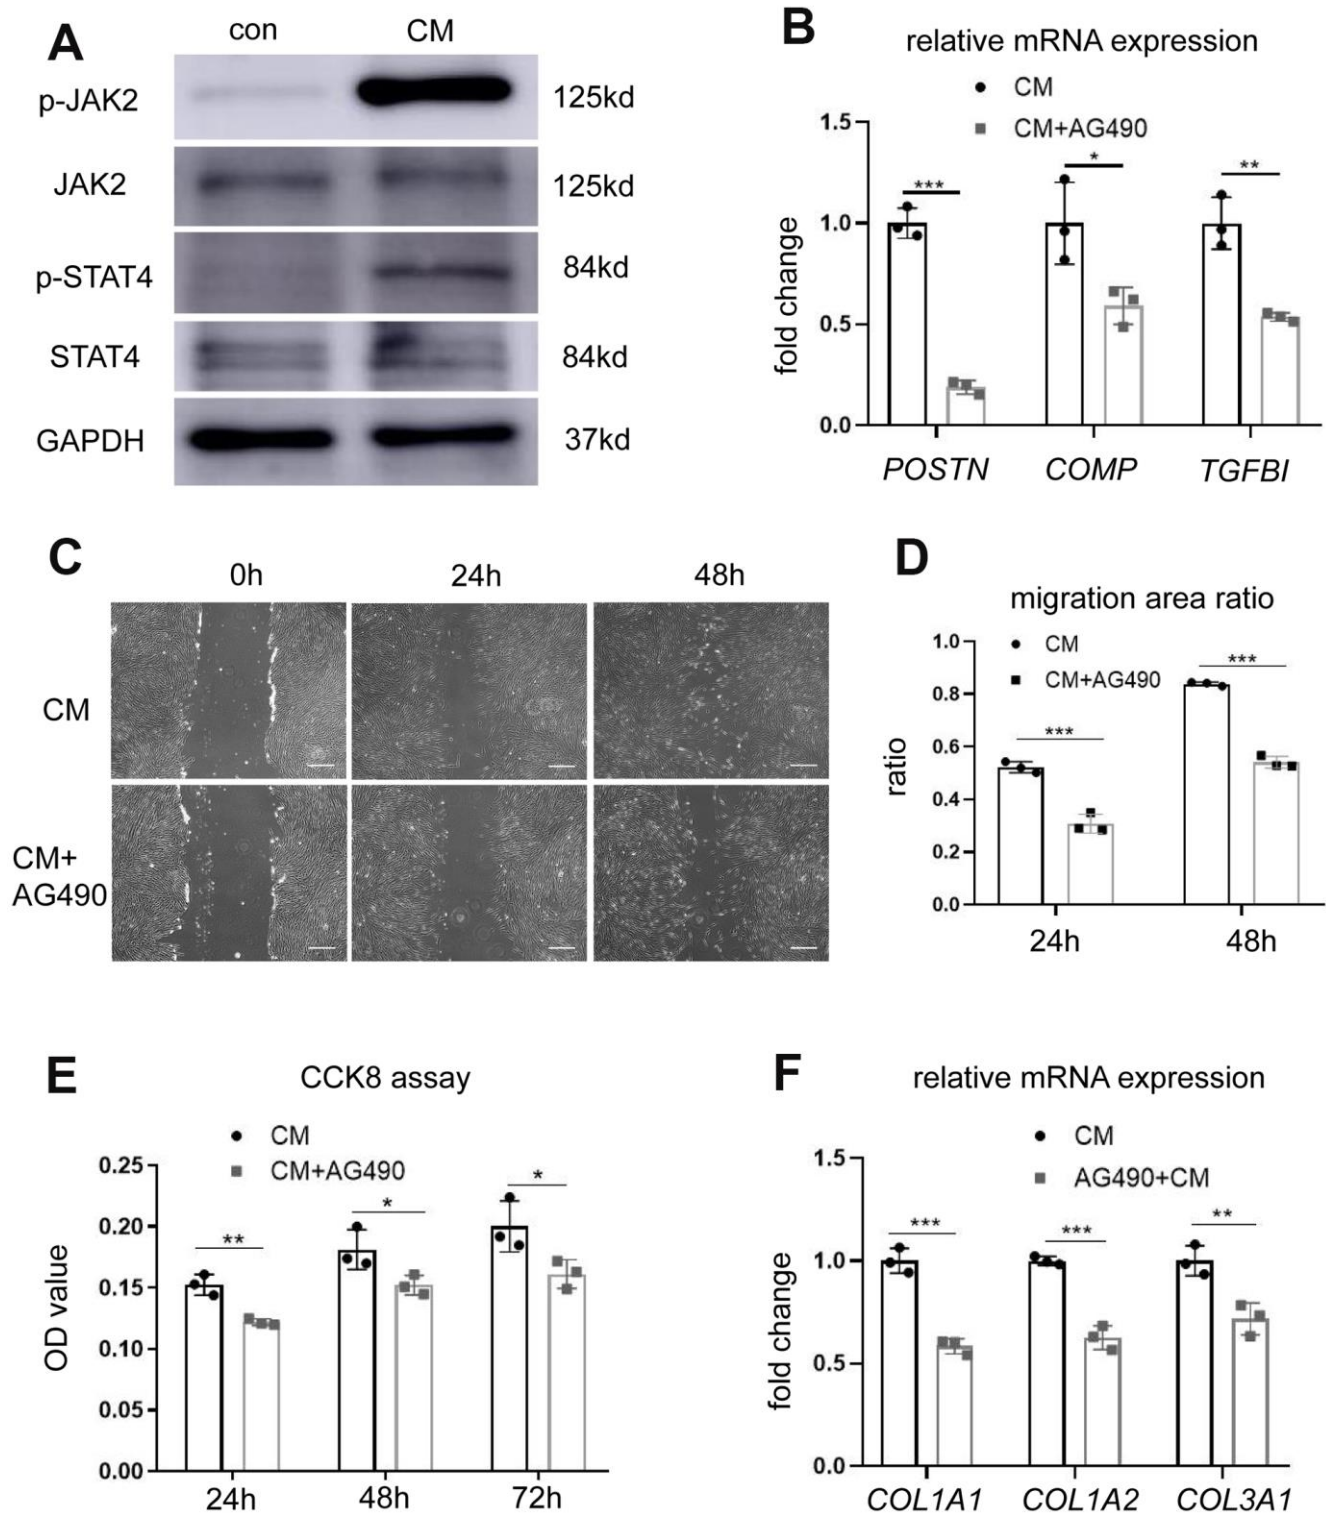 A
con CM
p-JAK2 125kd
JAK2 125kd
p-STAT4 84kd
STAT4 84kd
GAPDH 37kd
B
relative mRNA expression
CM
CM+AG490
fold change
1.5
1.0
0.5
0.0
*** * **
POSTN COMP TGFBI
C
0h 24h 48h
CM
CM+
AG490
D
migration area ratio
CM
CM+AG490
ratio
1.0
0.8
0.6
0.4
0.2
0.0
*** ***
24h 48h
E
CCK8 assay
CM
CM+AG490
OD value
0.25
0.20
0.15
0.10
0.05
0.00
** * *
24h 48h 72h
F
relative mRNA expression
CM
AG490+CM
fold change
1.5
1.0
0.5
0.0
*** *** **
COL1A1 COL1A2 COL3A1